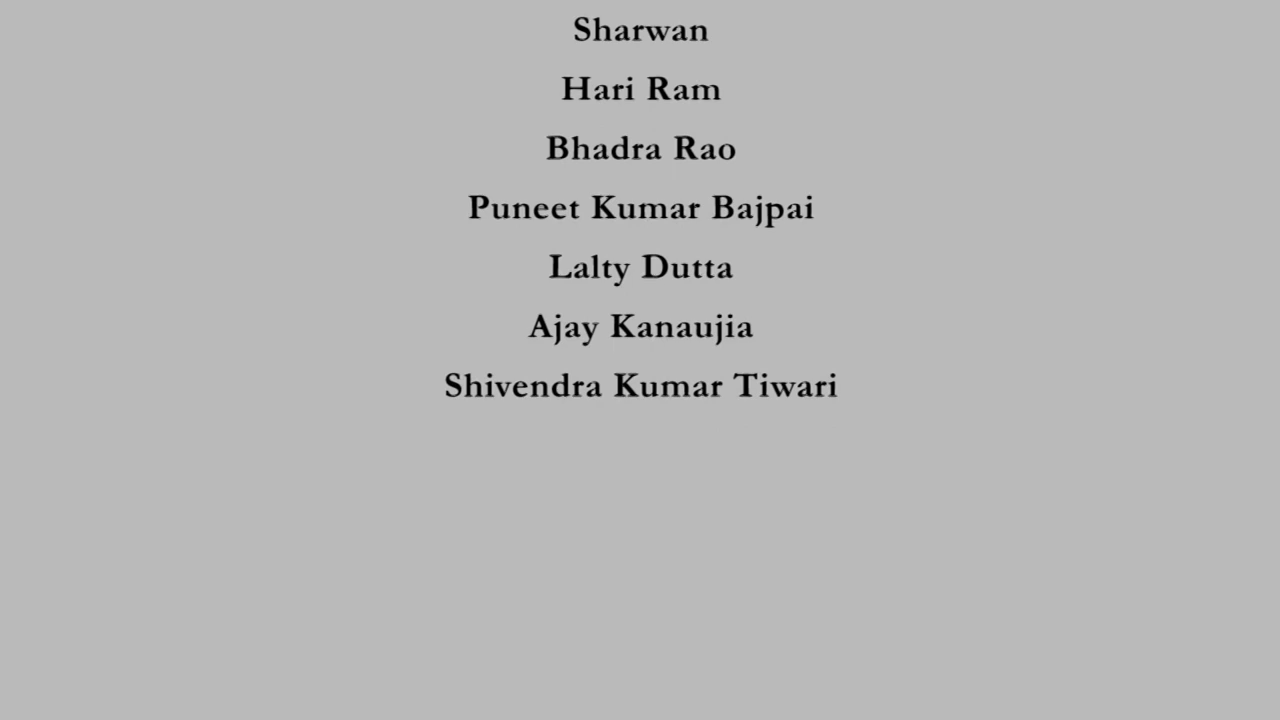 Sharwan
Hari Ram
Bhadra Rao
Puneet Kumar Bajpai
Lalty Dutta
Ajay Kanaujia
Shivendra Kumar Tiwari